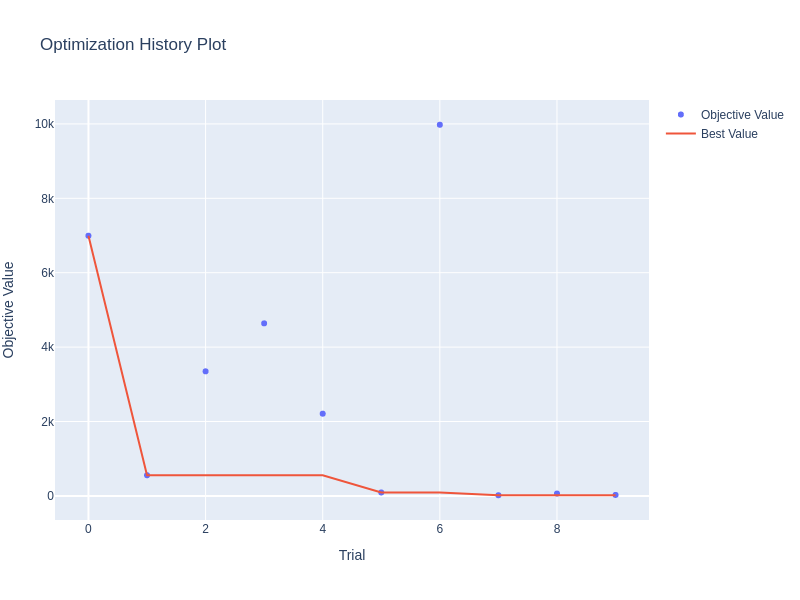 Optimization History Plot
Objective Value
Best Value
10k
8k
6k
4k
2k
0
Objective Value
0 2 4 6 8
Trial